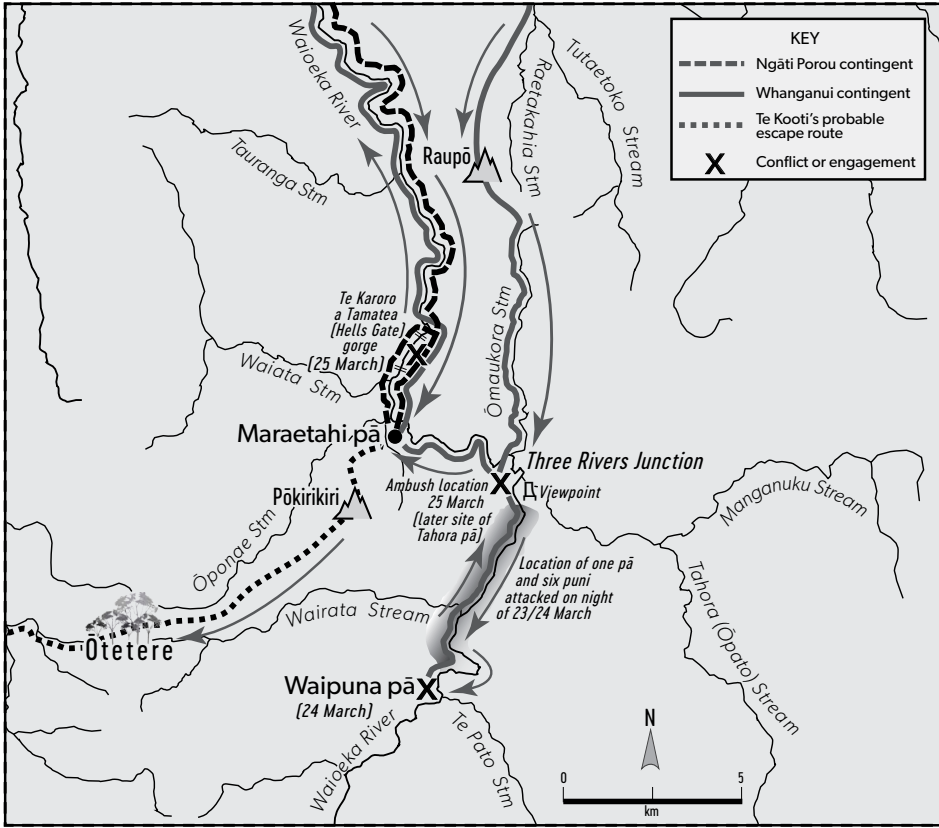 KEY
Ngāti Porou contingent
Whanganui contingent
Te Kooti's probable
escape route
X Conflict or engagement
Waioeka River
Raetakahia Stm
Tutaetoko Stream
Tauranga Stm
Raupō
Te Karoro
a Tamatea
(Hells Gate)
gorge
(25 March)
X
Waiata Stm
Ōmaukora Stm
Maraetahi pā
Three Rivers Junction
Ambush location
25 March
(later site of
Tahora pā)
X
Viewpoint
Manganuku Stream
Pōkirikiri
Ōponae Stm
Location of one pā
and six puni
attacked on night
of 23/24 March
Tahora (Ōpato) Stream
Wairata Stream
Ōtetere
Waipuna pā
(24 March)
X
Waioeka River
Te Pato Stm
N
0 5
km